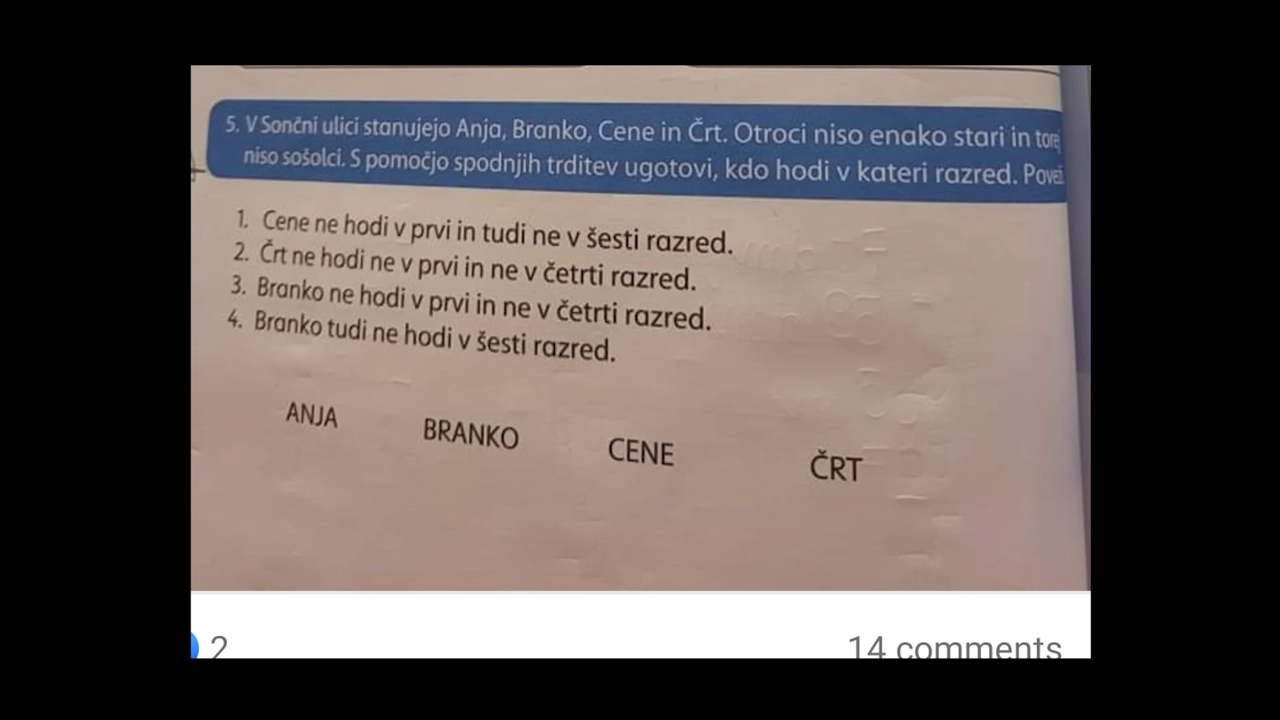 5. V Sončni ulici stanujejo Anja, Branko, Cene in Črt. Otroci niso enako stari in torej
niso sošolci. S pomočjo spodnjih trditev ugotovi, kdo hodi v kateri razred.
1. Cene ne hodi v prvi in tudi ne v šesti razred.
2. Črt ne hodi ne v prvi in ne v četrti razred.
3. Branko ne hodi v prvi in ne v četrti razred.
4. Branko tudi ne hodi v šesti razred.
ANJA BRANKO CENE ČRT
2 14 comments